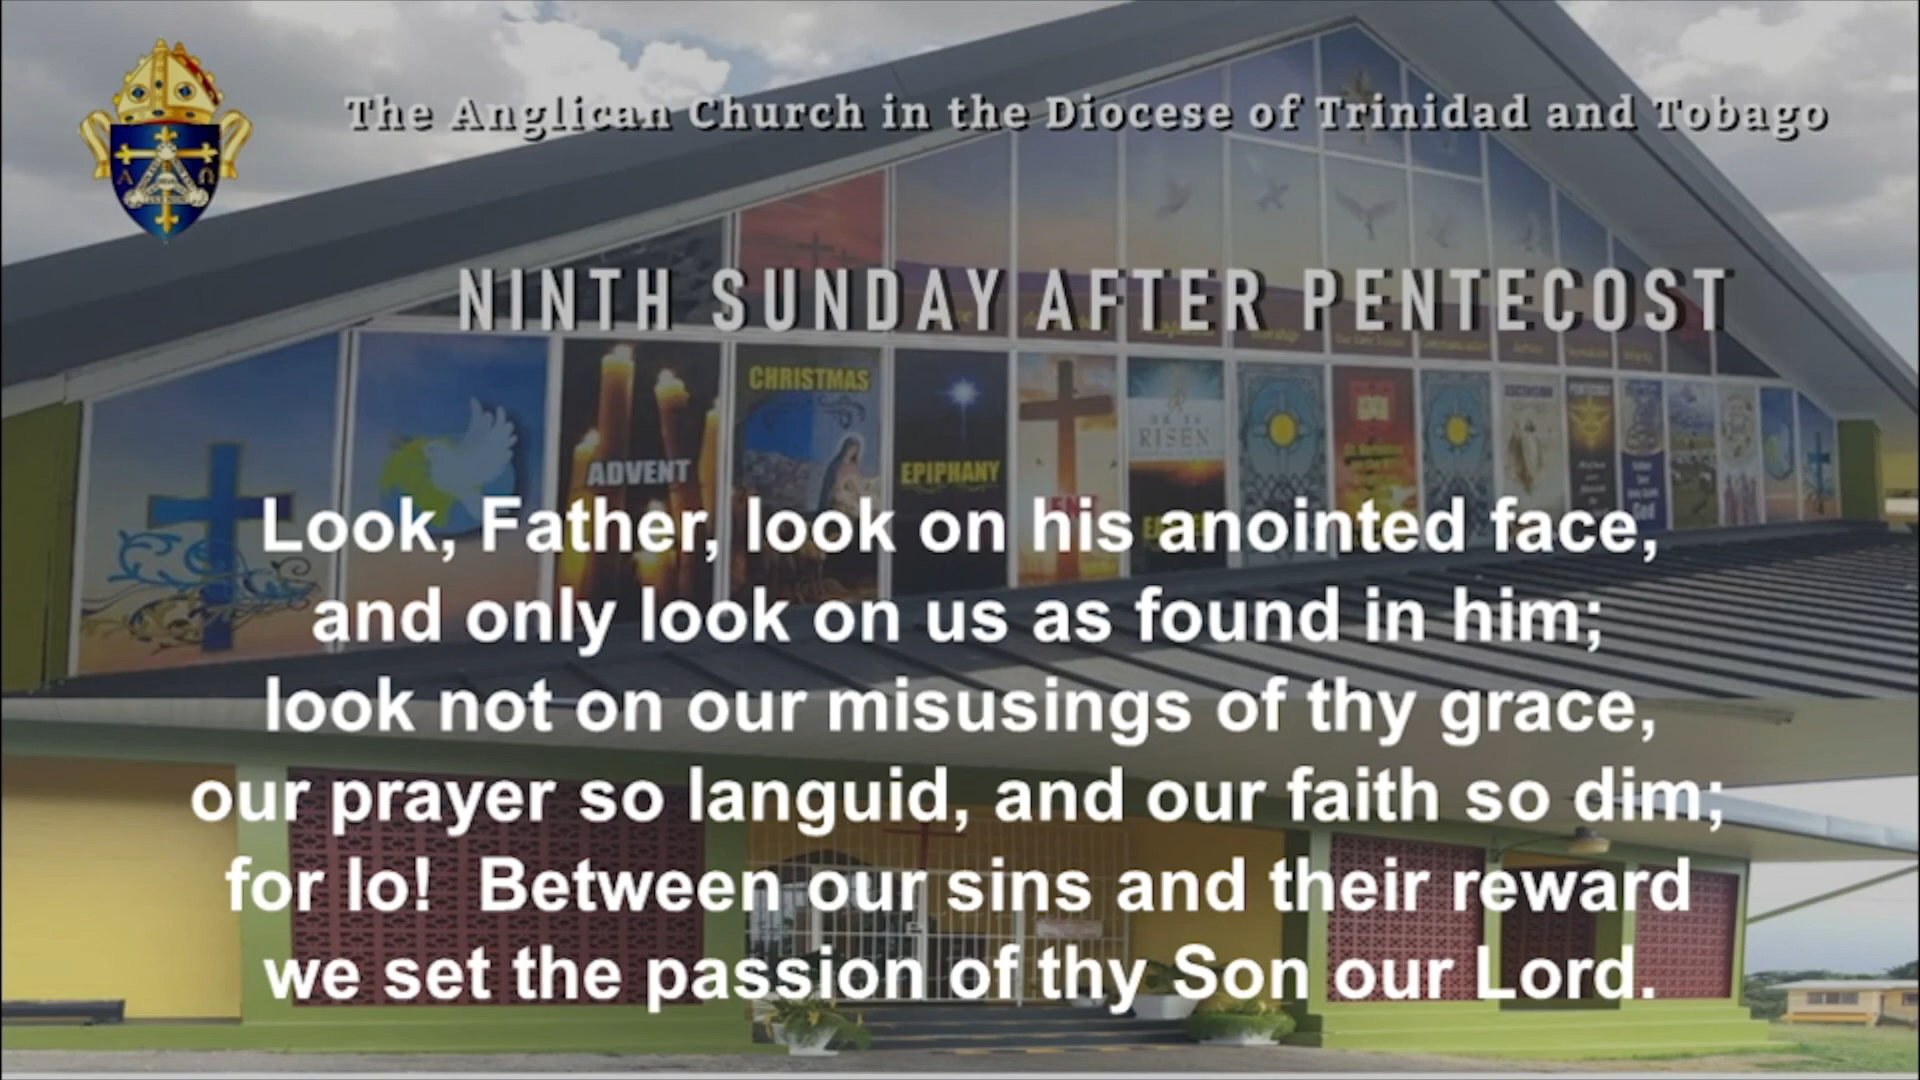 The Anglican Church in the Diocese of Trinidad and Tobago
NINTH SUNDAY AFTER PENTECOST
CHRISTMAS
ADVENT
EPIPHANY
RISEN
LENT
Look, Father, look on his anointed face,
and only look on us as found in him;
look not on our misusings of thy grace,
our prayer so languid, and our faith so dim;
for lo! Between our sins and their reward
we set the passion of thy Son our Lord.